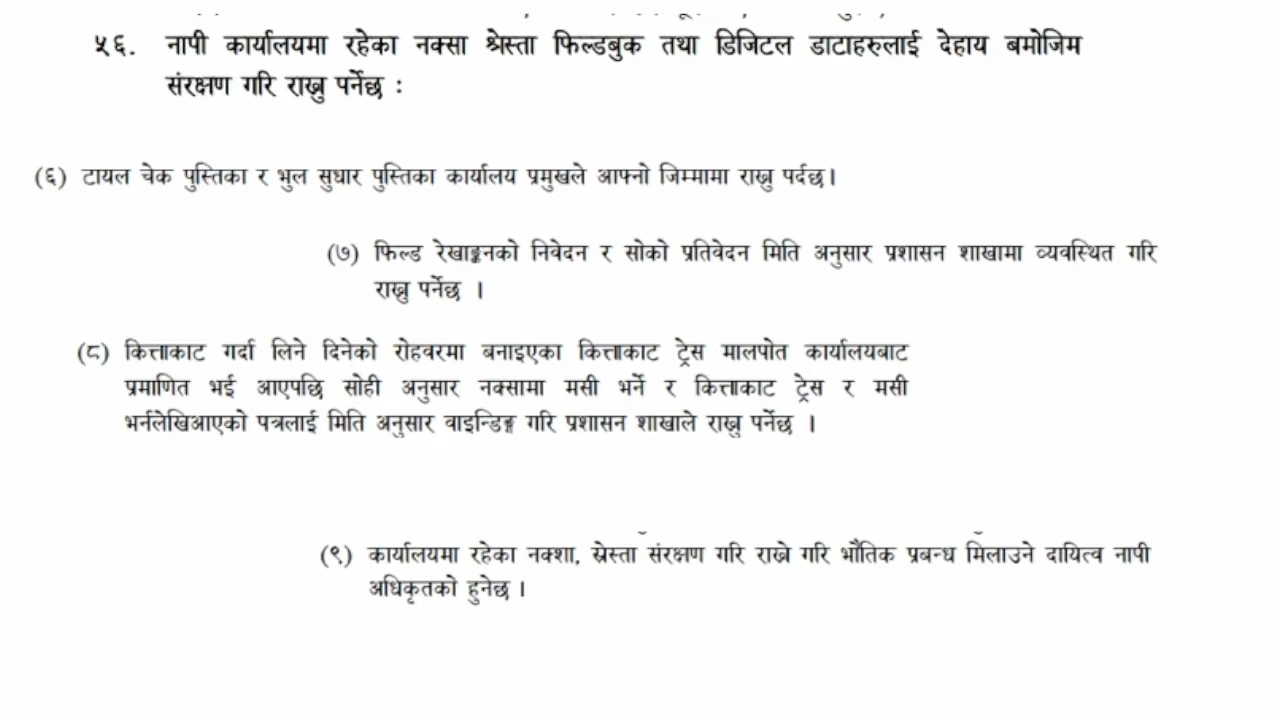 ५६. नापी कार्यालयमा रहेका नक्सा श्रेस्ता फिल्डबुक तथा डिजिटल डाटाहरुलाई देहाय बमोजिम
संरक्षण गरि राख्नु पर्नेछ :
(६) टायल चेक पुस्तिका र भुल सुधार पुस्तिका कार्यालय प्रमुखले आफ्नो जिम्मामा राख्नु पर्दछ।
(७) फिल्ड रेखाङ्कनको निवेदन र सोको प्रतिवेदन मिति अनुसार प्रशासन शाखामा व्यवस्थित गरि
राख्नु पर्नेछ ।
(८) कित्ताकाट गर्दा लिने दिनेको रोहवरमा बनाइएका कित्ताकाट ट्रेस मालपोत कार्यालयबाट
प्रमाणित भई आएपछि सोही अनुसार नक्सामा मसी भर्ने र कित्ताकाट ट्रेस र मसी
भर्नलेखिआएको पत्रलाई मिति अनुसार वाइन्डिङ्ग गरि प्रशासन शाखाले राख्नु पर्नेछ ।
(९) कार्यालयमा रहेका नक्शा, स्रेस्ता संरक्षण गरि राख्ने गरि भौतिक प्रबन्ध मिलाउने दायित्व नापी
अधिकृतको हुनेछ ।